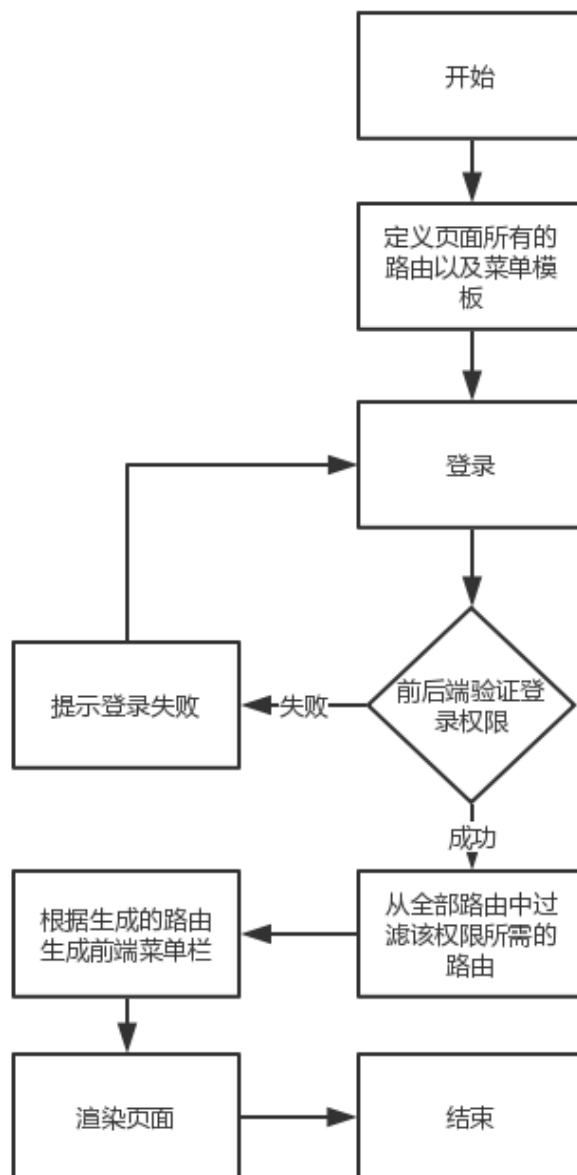 开始
定义页面所有的
路由以及菜单模
板
登录
前后端验证登
录权限
失败
提示登录失败
成功
从全部路由中过
滤该权限所需的
路由
根据生成的路由
生成前端菜单栏
渲染页面
结束